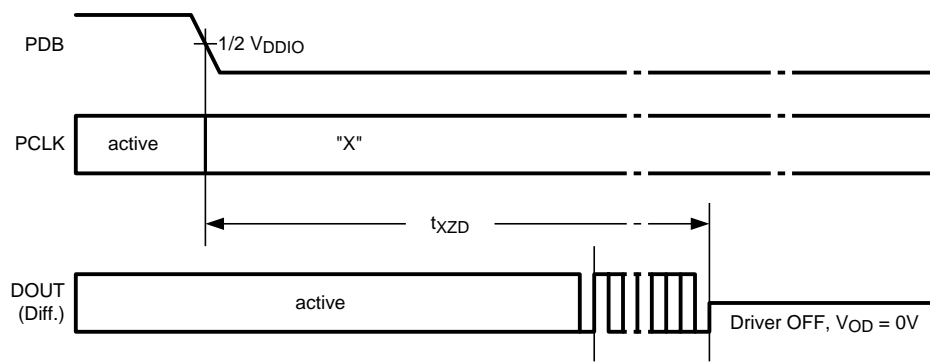 PDB
1/2 VDDIO
PCLK
active
"X"
tXZD
DOUT
(Diff.)
active
Driver OFF, VOD = 0V